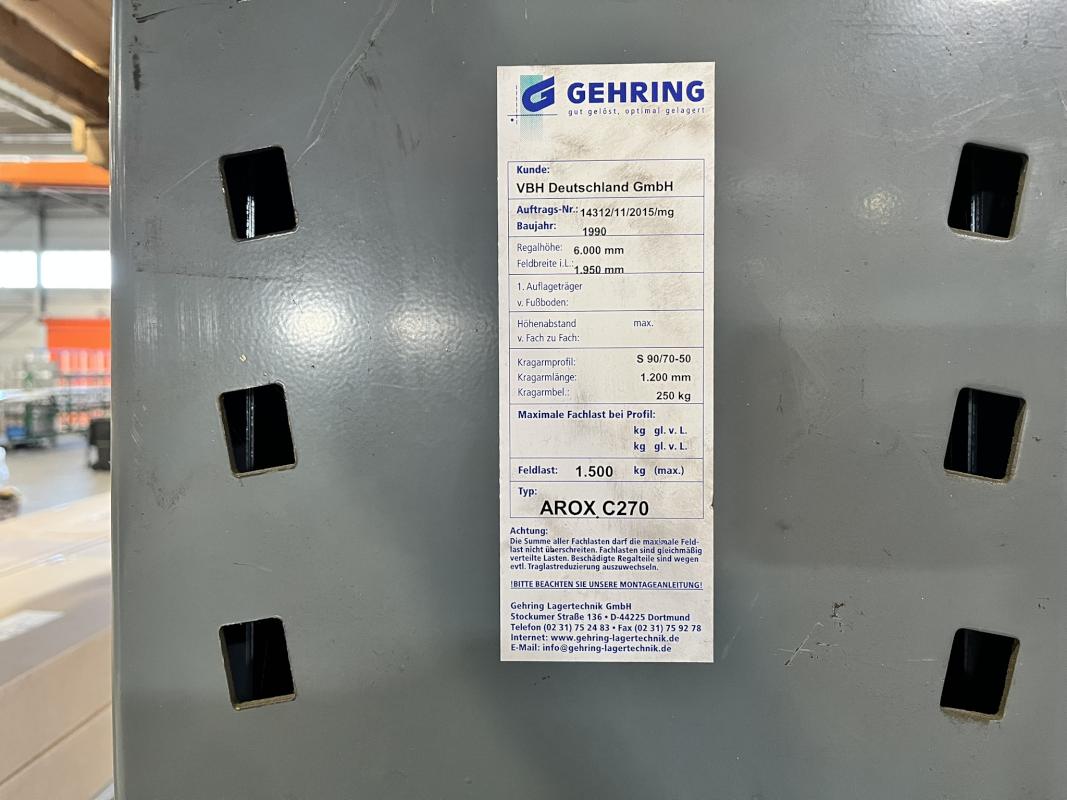 GEHRING
gut gelöst, optimal gelagert
Kunde:
VBH Deutschland GmbH
Auftrags-Nr.: 14312/11/2015/mg
Baujahr: 1990
Regalhöhe: 6.000 mm
Feldbreite i.L.: 1.950 mm
1. Auflageträger
v. Fußboden:
Höhenabstand max.
v. Fach zu Fach:
Kragarmprofil: S 90/70-50
Kragarmlänge: 1.200 mm
Kragarmbel.: 250 kg
Maximale Fachlast bei Profil:
kg gl. v. L.
kg gl. v. L.
Feldlast: 1.500 kg (max.)
Typ:
AROX C270
Achtung:
Die Summe aller Fachlasten darf die maximale Feld-
last nicht überschreiten. Fachlasten sind gleichmäßig
verteilte Lasten. Beschädigte Regalteile sind wegen
evtl. Traglastreduzierung auszuwechseln.
!BITTE BEACHTEN SIE UNSERE MONTAGEANLEITUNG!
Gehring Lagertechnik GmbH
Stockumer Straße 136 • D-44225 Dortmund
Telefon (02 31) 75 24 83 • Fax (02 31) 75 92 78
Internet: www.gehring-lagertechnik.de
E-Mail: info@gehring-lagertechnik.de